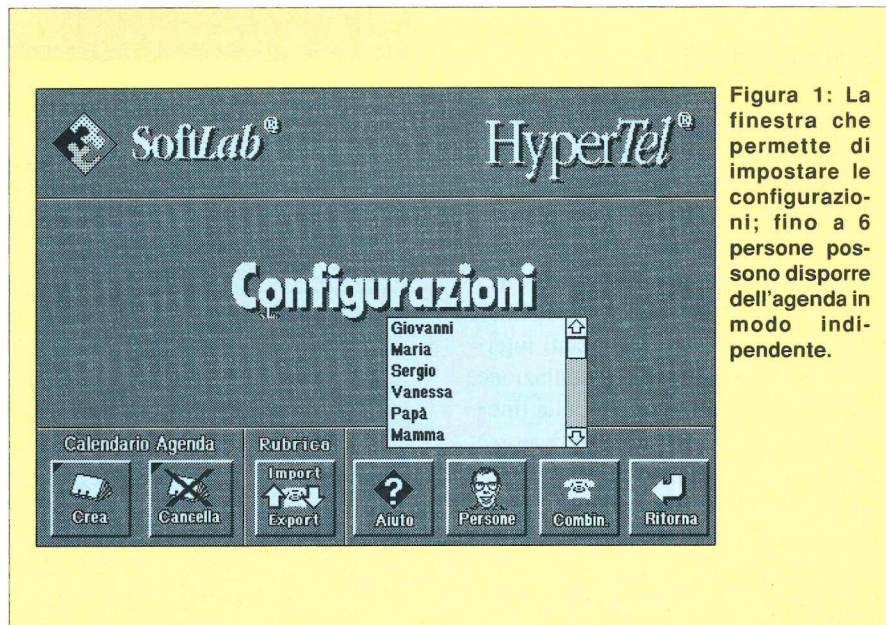 SoftLab®
HyperTel®
Configurazioni
Giovanni
Maria
Sergio
Vanessa
Papà
Mamma
Calendario Agenda
Rubrica
Crea
Cancella
Import
Export
Aiuto
Persone
Combin.
Ritorna
Figura 1: La
finestra che
permette di
impostare le
configurazio-
ni; fino a 6
persone pos-
sono disporre
dell'agenda in
modo indi-
pendente.